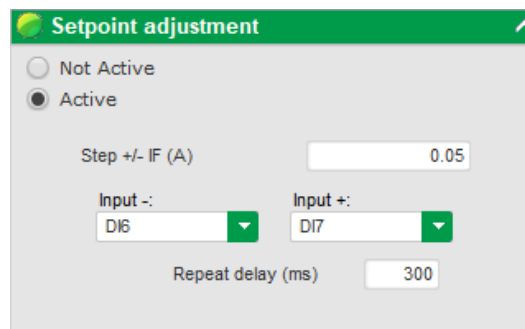 Setpoint adjustment
Not Active
Active
Step +/- IF (A) 0.05
Input -: Input +:
DI6 DI7
Repeat delay (ms) 300